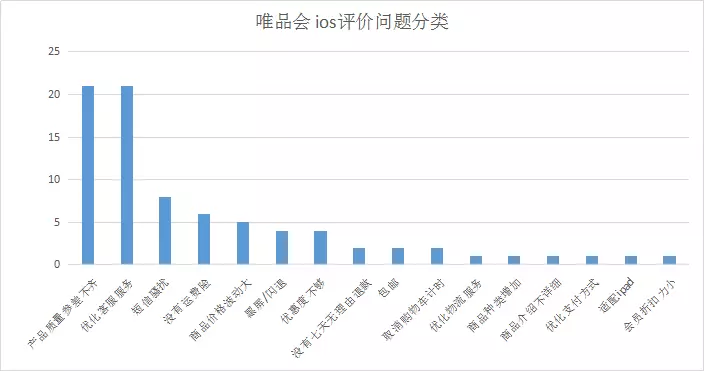 唯品会 ios评价问题分类
25
20
15
10
5
0
产品质量参差不齐
优化客服服务
短信骚扰
没有运费险
商品价格波动大
黑屏/闪退
优惠度不够
没有七天无理由退款
包邮
取消购物车计时
优化物流服务
商品种类增加
商品介绍不详细
优化支付方式
适配ipad
会员折扣力小